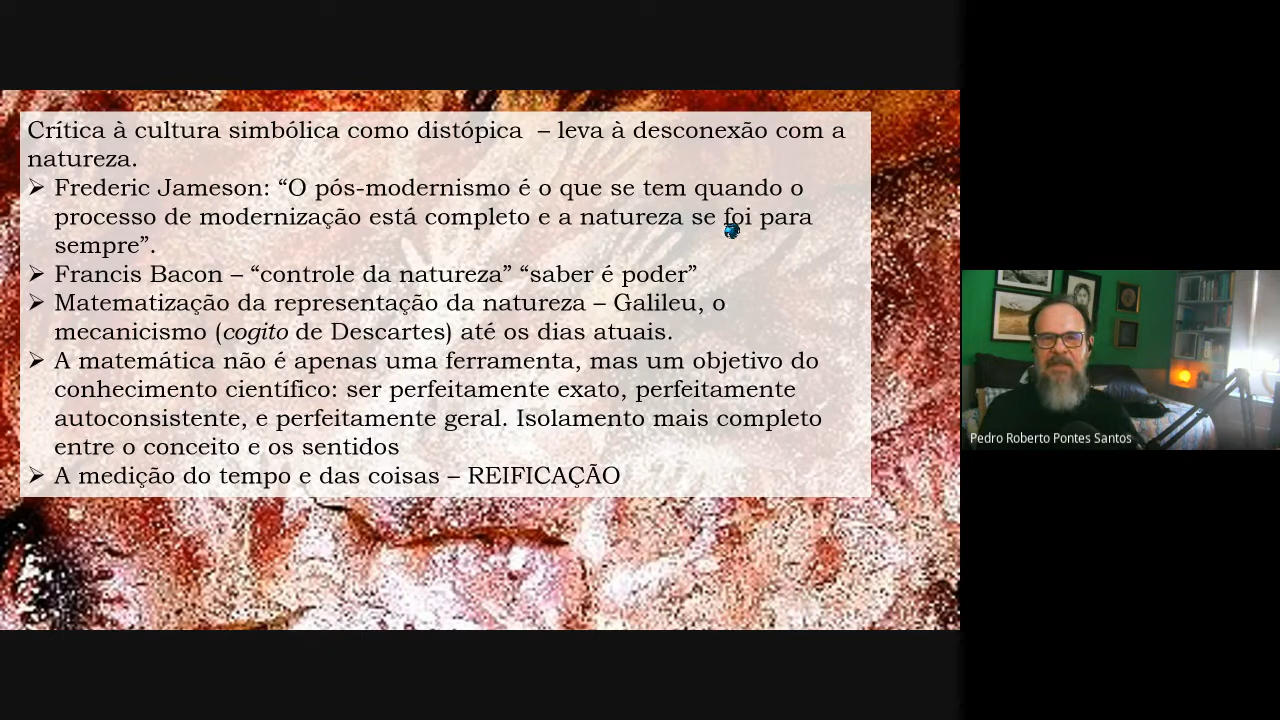 Crítica à cultura simbólica como distópica – leva à desconexão com a
natureza.
➢ Frederic Jameson: “O pós-modernismo é o que se tem quando o
processo de modernização está completo e a natureza se foi para
sempre”.
➢ Francis Bacon – “controle da natureza” “saber é poder”
➢ Matematização da representação da natureza – Galileu, o
mecanicismo (cogito de Descartes) até os dias atuais.
➢ A matemática não é apenas uma ferramenta, mas um objetivo do
conhecimento científico: ser perfeitamente exato, perfeitamente
autoconsistente, e perfeitamente geral. Isolamento mais completo
entre o conceito e os sentidos
➢ A medição do tempo e das coisas – REIFICAÇÃO
Pedro Roberto Pontes Santos